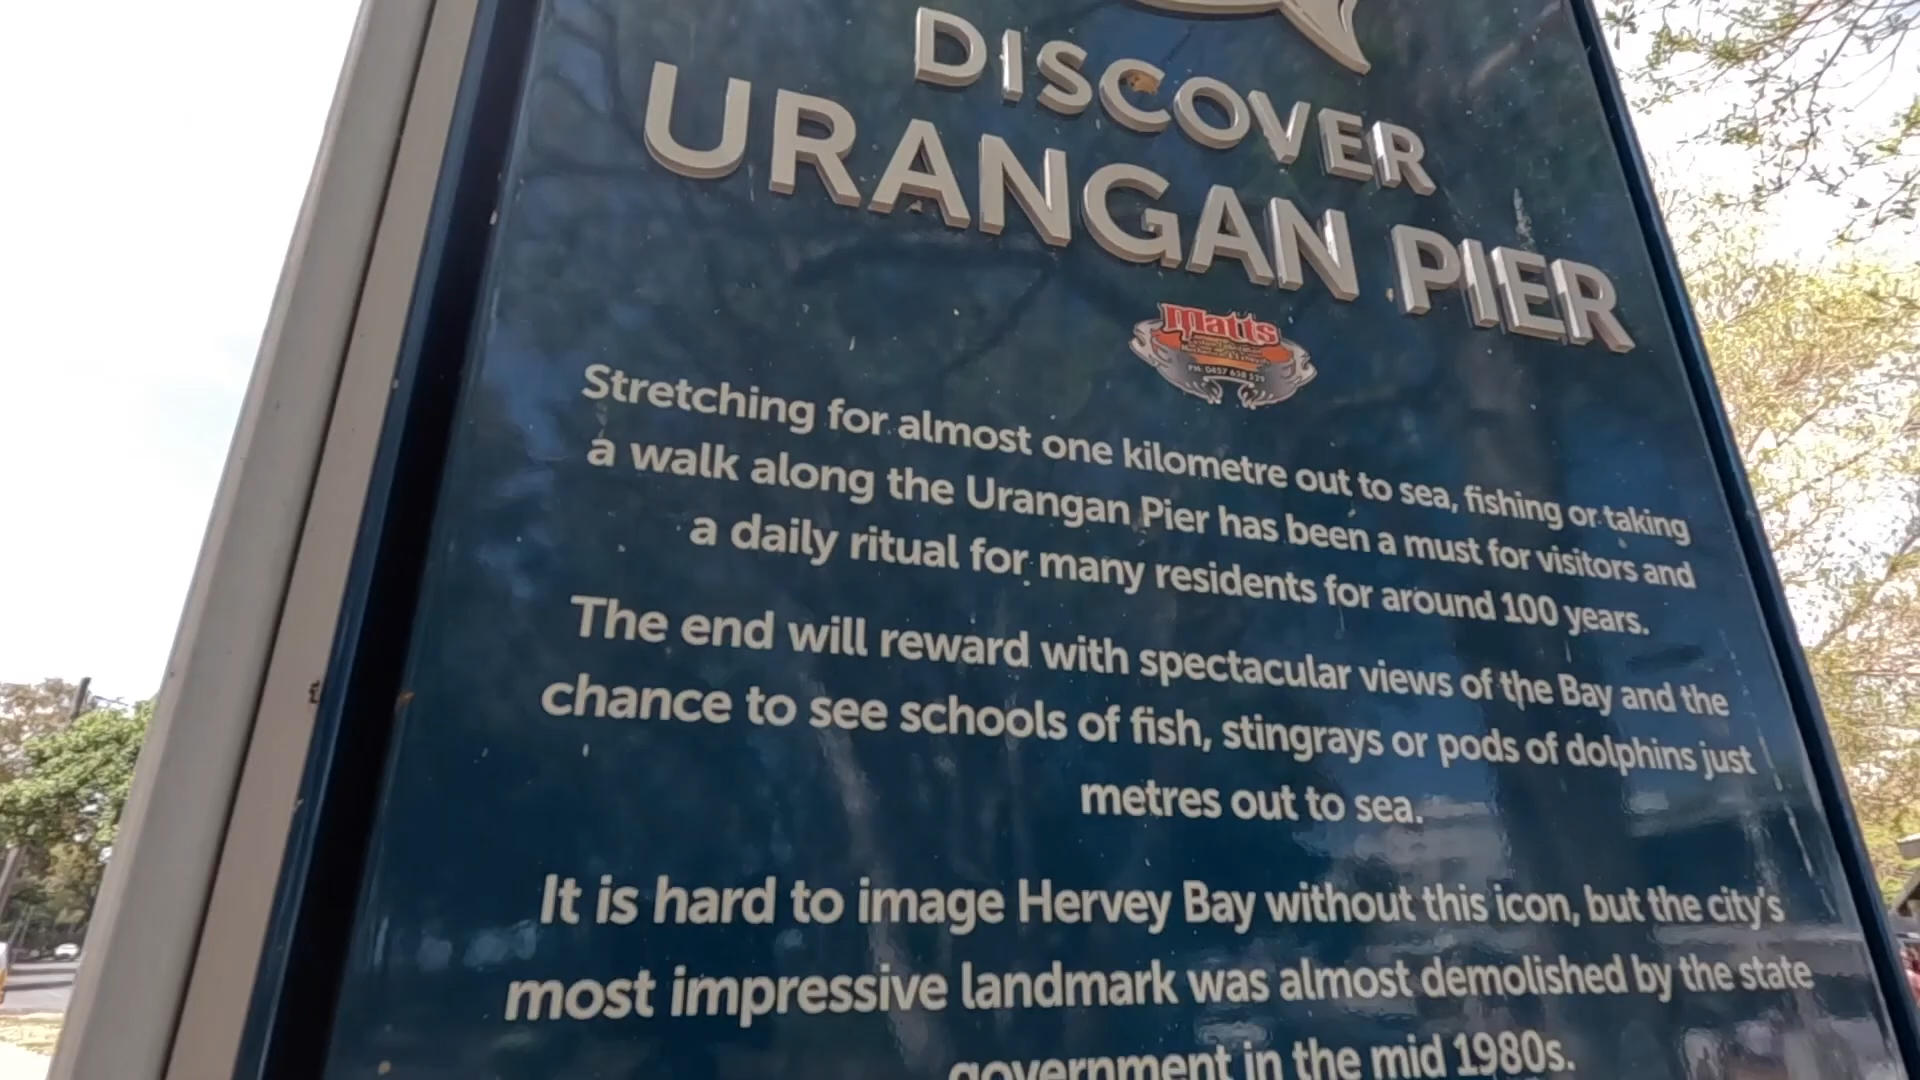 DISCOVER
URANGAN PIER
Matts
PH: 0457 658 529
Stretching for almost one kilometre out to sea, fishing or taking
a walk along the Urangan Pier has been a must for visitors and
a daily ritual for many residents for around 100 years.
The end will reward with spectacular views of the Bay and the
chance to see schools of fish, stingrays or pods of dolphins just
metres out to sea.
It is hard to image Hervey Bay without this icon, but the city's
most impressive landmark was almost demolished by the state
government in the mid 1980s.